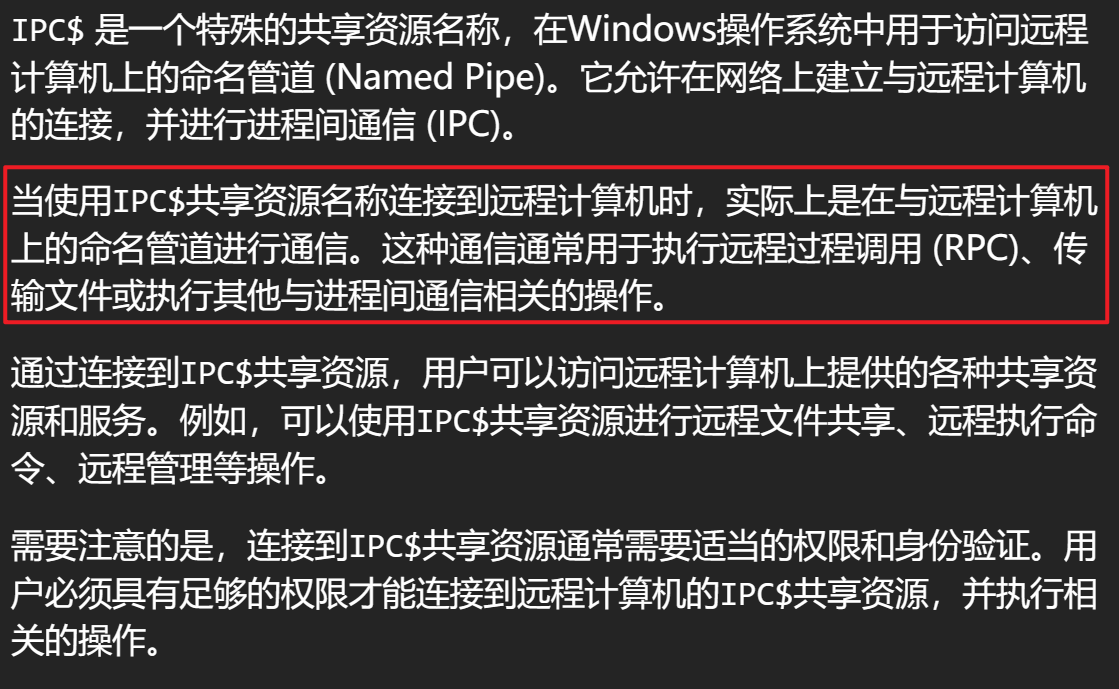 IPC$ 是一个特殊的共享资源名称，在Windows操作系统中用于访问远程
计算机上的命名管道 (Named Pipe)。它允许在网络上建立与远程计算机
的连接，并进行进程间通信 (IPC)。
当使用IPC$共享资源名称连接到远程计算机时，实际上是在与远程计算机
上的命名管道进行通信。这种通信通常用于执行远程过程调用 (RPC)、传
输文件或执行其他与进程间通信相关的操作。
通过连接到IPC$共享资源，用户可以访问远程计算机上提供的各种共享资
源和服务。例如，可以使用IPC$共享资源进行远程文件共享、远程执行命
令、远程管理等操作。
需要注意的是，连接到IPC$共享资源通常需要适当的权限和身份验证。用
户必须具有足够的权限才能连接到远程计算机的IPC$共享资源，并执行相
关的操作。